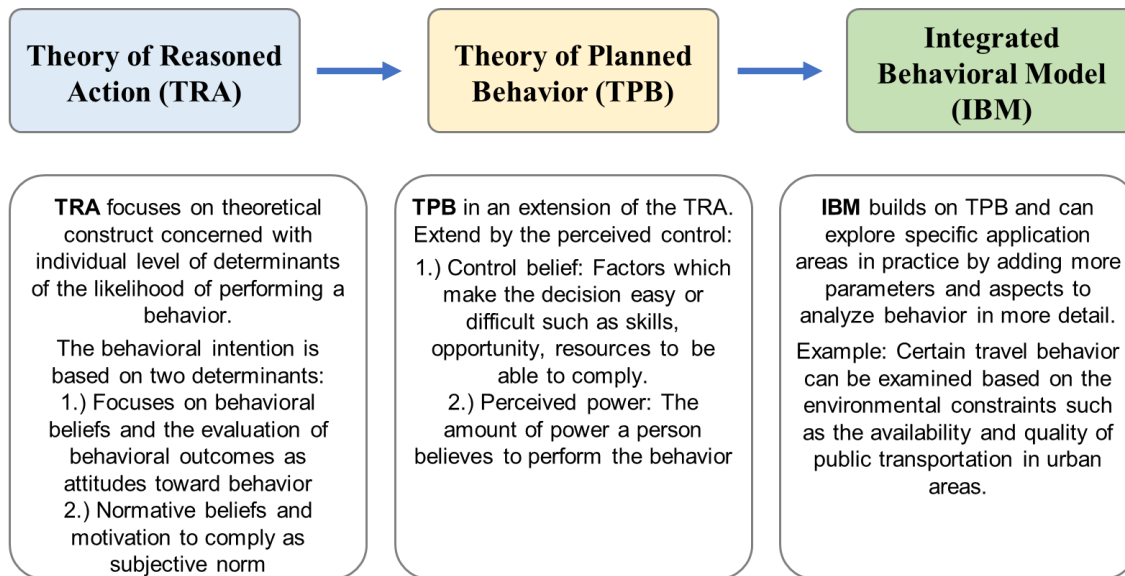 Theory of Reasoned
Action (TRA)
Theory of Planned
Behavior (TPB)
Integrated
Behavioral Model
(IBM)
TRA focuses on theoretical
construct concerned with
individual level of determinants
of the likelihood of performing a
behavior.
The behavioral intention is
based on two determinants:
1.) Focuses on behavioral
beliefs and the evaluation of
behavioral outcomes as
attitudes toward behavior
2.) Normative beliefs and
motivation to comply as
subjective norm
TPB in an extension of the TRA.
Extend by the perceived control:
1.) Control belief: Factors which
make the decision easy or
difficult such as skills,
opportunity, resources to be
able to comply.
2.) Perceived power: The
amount of power a person
believes to perform the behavior
IBM builds on TPB and can
explore specific application
areas in practice by adding more
parameters and aspects to
analyze behavior in more detail.
Example: Certain travel behavior
can be examined based on the
environmental constraints such
as the availability and quality of
public transportation in urban
areas.